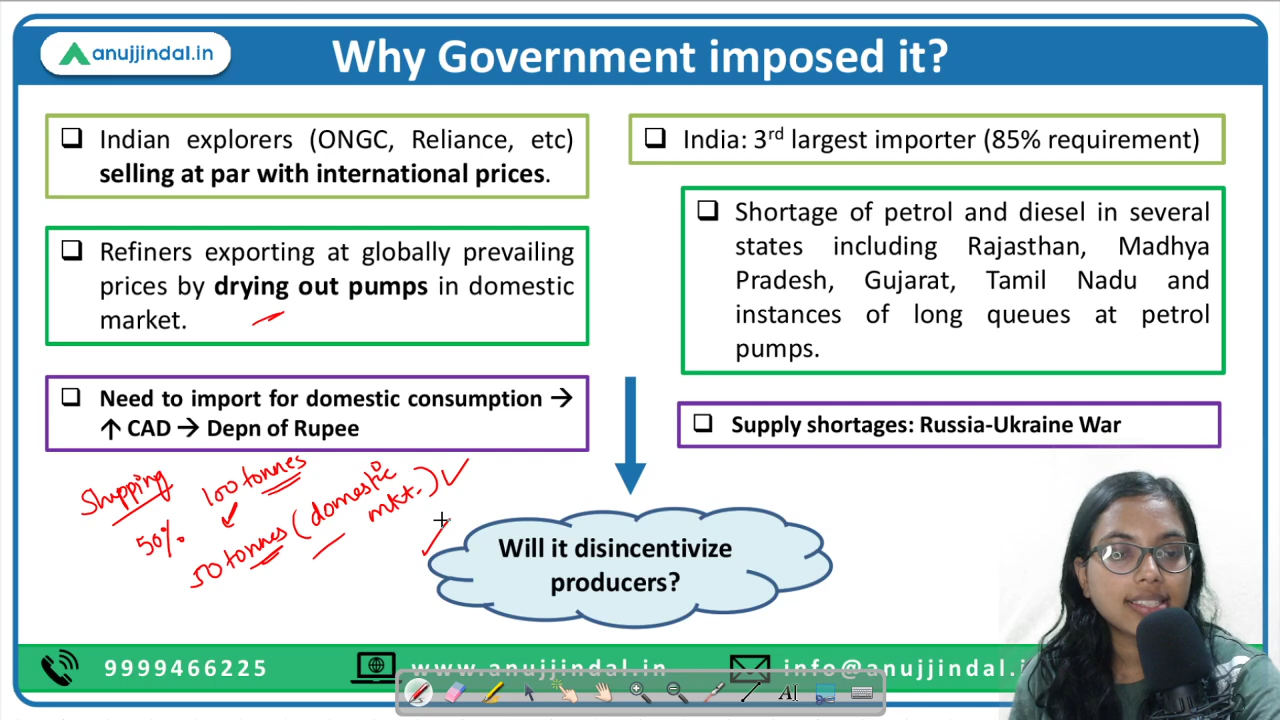 anujjindal.in
Why Government imposed it?
❑ Indian explorers (ONGC, Reliance, etc)
selling at par with international prices.
❑ Refiners exporting at globally prevailing
prices by drying out pumps in domestic
market.
❑ Need to import for domestic consumption →
↑ CAD → Depn of Rupee
❑ India: 3rd largest importer (85% requirement)
❑ Shortage of petrol and diesel in several
states including Rajasthan, Madhya
Pradesh, Gujarat, Tamil Nadu and
instances of long queues at petrol
pumps.
❑ Supply shortages: Russia-Ukraine War
Shipping
50%
100 tonnes
50 tonnes (domestic
mkt.)
Will it disincentivize
producers?
9999466225
www.anujjindal.in
info@anujjindal.i
AI